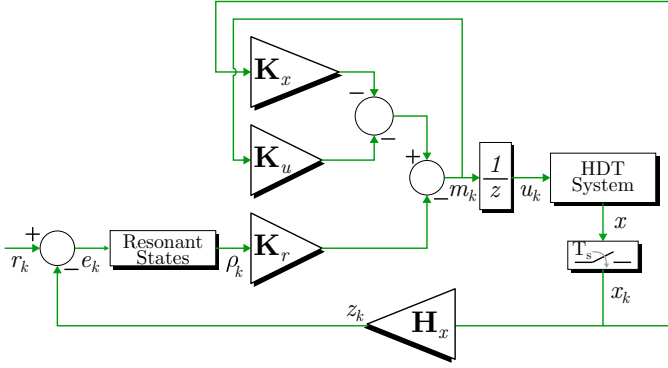 K_x
−
−
K_u
+
−
m_k
1
z
u_k
HDT
System
x
T_s
x_k
+
−
r_k
e_k
Resonant
States
ρ_k
K_r
z_k
H_x